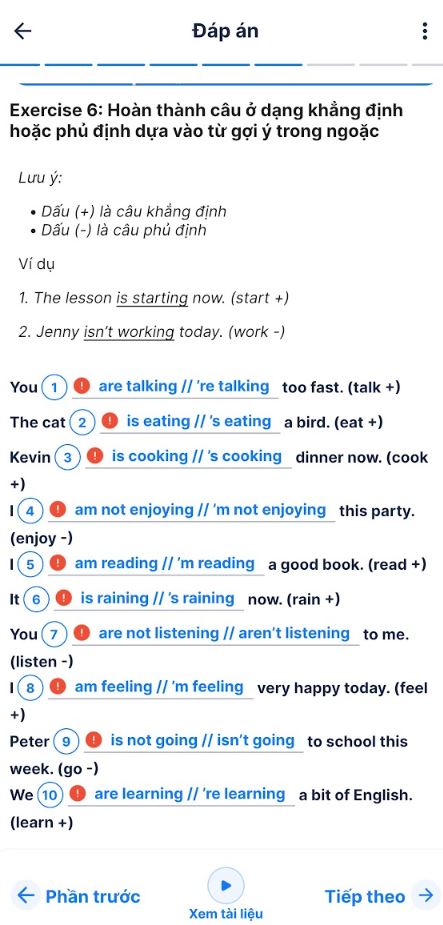 Đáp án
Exercise 6: Hoàn thành câu ở dạng khẳng định
hoặc phủ định dựa vào từ gợi ý trong ngoặc
Lưu ý:
• Dấu (+) là câu khẳng định
• Dấu (-) là câu phủ định
Ví dụ
1. The lesson is starting now. (start +)
2. Jenny isn't working today. (work -)
You 1 are talking // 're talking too fast. (talk +)
The cat 2 is eating // 's eating a bird. (eat +)
Kevin 3 is cooking // 's cooking dinner now. (cook
+)
I 4 am not enjoying // 'm not enjoying this party.
(enjoy -)
I 5 am reading // 'm reading a good book. (read +)
It 6 is raining // 's raining now. (rain +)
You 7 are not listening // aren't listening to me.
(listen -)
I 8 am feeling // 'm feeling very happy today. (feel
+)
Peter 9 is not going // isn't going to school this
week. (go -)
We 10 are learning // 're learning a bit of English.
(learn +)
Phần trước
Xem tài liệu
Tiếp theo